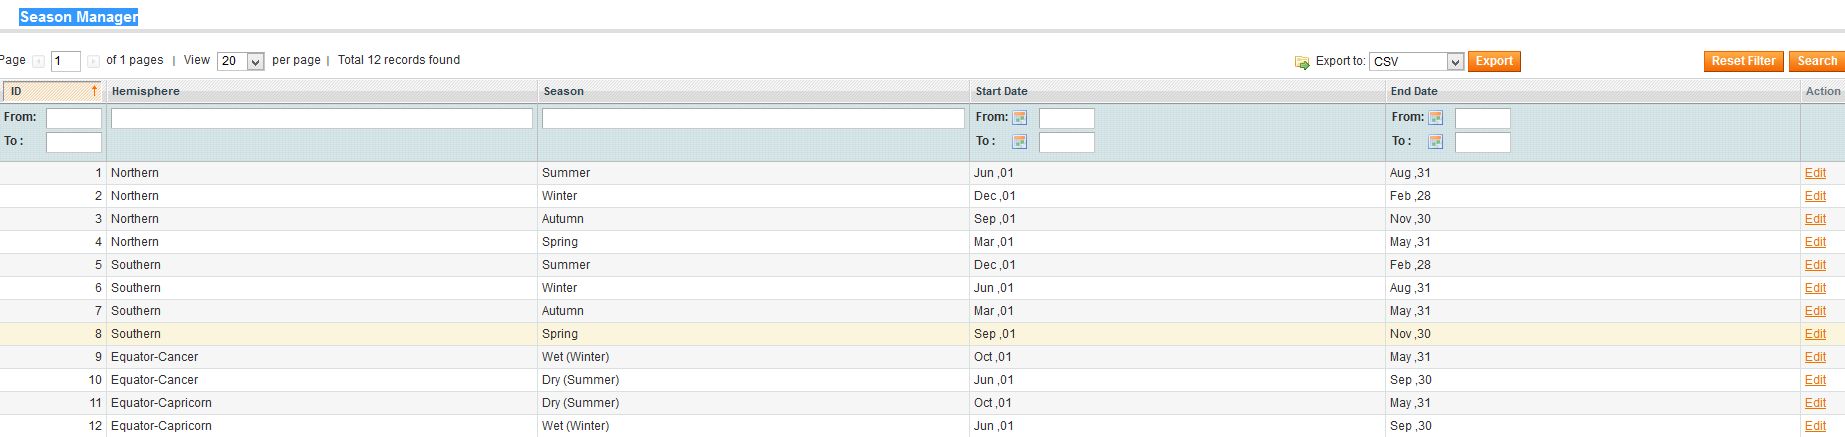 Season Manager
Page 1 of 1 pages | View 20 per page | Total 12 records found Export to: CSV Export Reset Filter Search
ID Hemisphere Season Start Date End Date Action
From: From: From:
To : To : To :
1 Northern Summer Jun ,01 Aug ,31 Edit
2 Northern Winter Dec ,01 Feb ,28 Edit
3 Northern Autumn Sep ,01 Nov ,30 Edit
4 Northern Spring Mar ,01 May ,31 Edit
5 Southern Summer Dec ,01 Feb ,28 Edit
6 Southern Winter Jun ,01 Aug ,31 Edit
7 Southern Autumn Mar ,01 May ,31 Edit
8 Southern Spring Sep ,01 Nov ,30 Edit
9 Equator-Cancer Wet (Winter) Oct ,01 May ,31 Edit
10 Equator-Cancer Dry (Summer) Jun ,01 Sep ,30 Edit
11 Equator-Capricorn Dry (Summer) Oct ,01 May ,31 Edit
12 Equator-Capricorn Wet (Winter) Jun ,01 Sep ,30 Edit